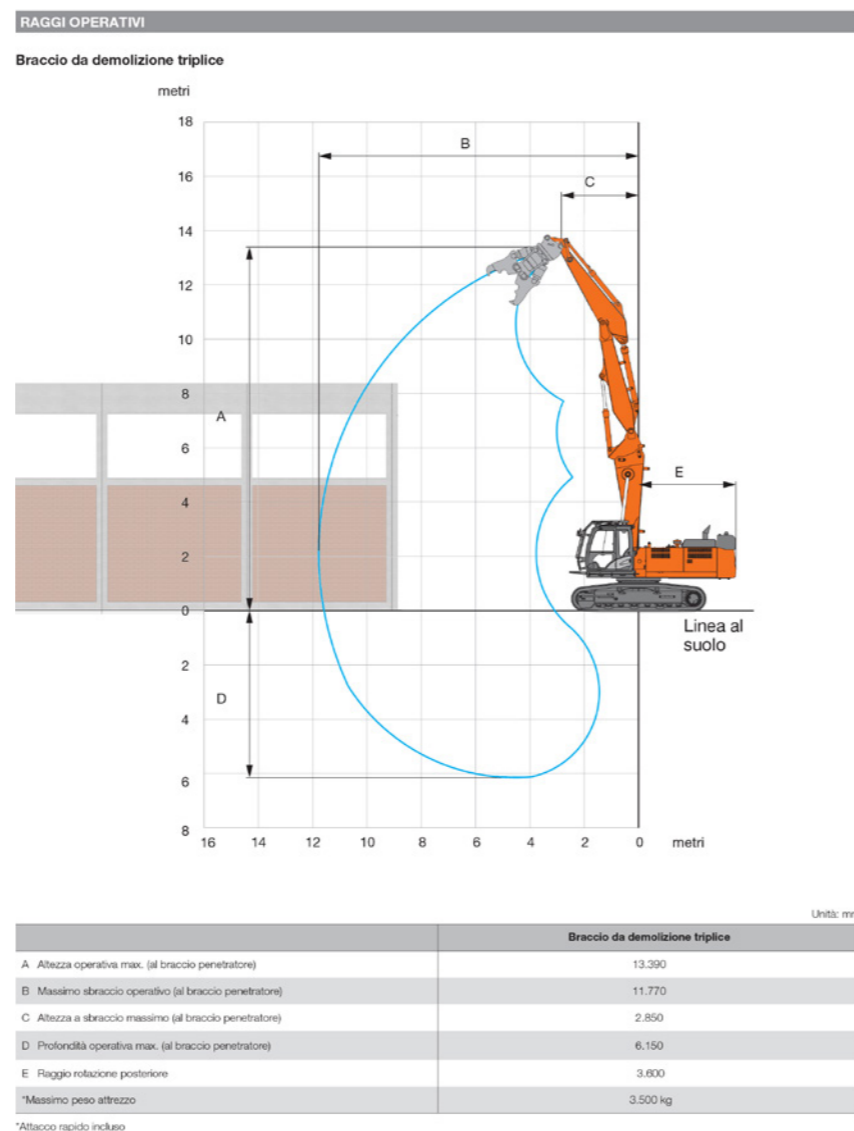 RAGGI OPERATIVI
Braccio da demolizione triplice
metri
18
B
16
C
14
12
10
8
A
6
E
4
2
0
Linea al
suolo
2
D
4
6
8
16 14 12 10 8 6 4 2 0 metri
Unità: mm
Braccio da demolizione triplice
A Altezza operativa max. (al braccio penetratore) 13.390
B Massimo sbraccio operativo (al braccio penetratore) 11.770
C Altezza a sbraccio massimo (al braccio penetratore) 2.850
D Profondità operativa max. (al braccio penetratore) 6.150
E Raggio rotazione posteriore 3.600
*Massimo peso attrezzo 3.500 kg
*Attacco rapido incluso